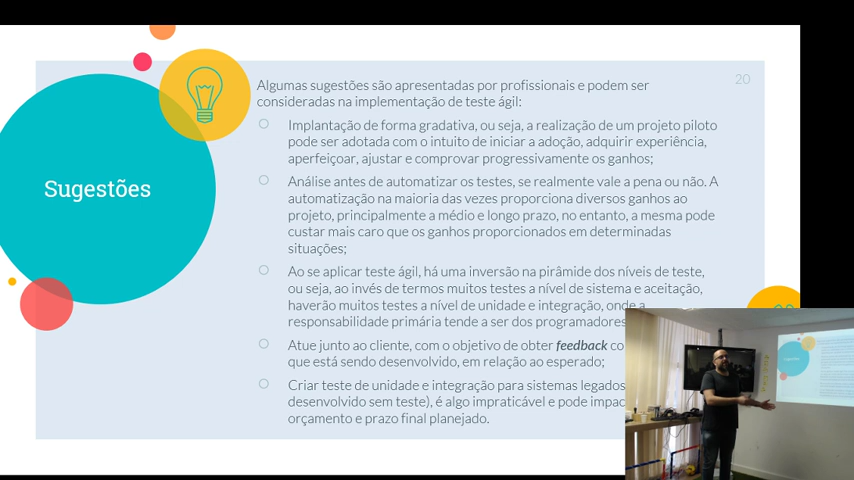 20
Sugestões
Algumas sugestões são apresentadas por profissionais e podem ser
consideradas na implementação de teste ágil:
Implantação de forma gradativa, ou seja, a realização de um projeto piloto
pode ser adotada com o intuito de iniciar a adoção, adquirir experiência,
aperfeiçoar, ajustar e comprovar progressivamente os ganhos;
Análise antes de automatizar os testes, se realmente vale a pena ou não. A
automatização na maioria das vezes proporciona diversos ganhos ao
projeto, principalmente a médio e longo prazo, no entanto, a mesma pode
custar mais caro que os ganhos proporcionados em determinadas
situações;
Ao se aplicar teste ágil, há uma inversão na pirâmide dos níveis de teste,
ou seja, ao invés de termos muitos testes a nível de sistema e aceitação,
haverão muitos testes a nível de unidade e integração, onde a
responsabilidade primária tende a ser dos programadores
Atue junto ao cliente, com o objetivo de obter feedback
que está sendo desenvolvido, em relação ao esperado;
Criar teste de unidade e integração para sistemas legados
desenvolvido sem teste), é algo impraticável e pode
orçamento e prazo final planejado.